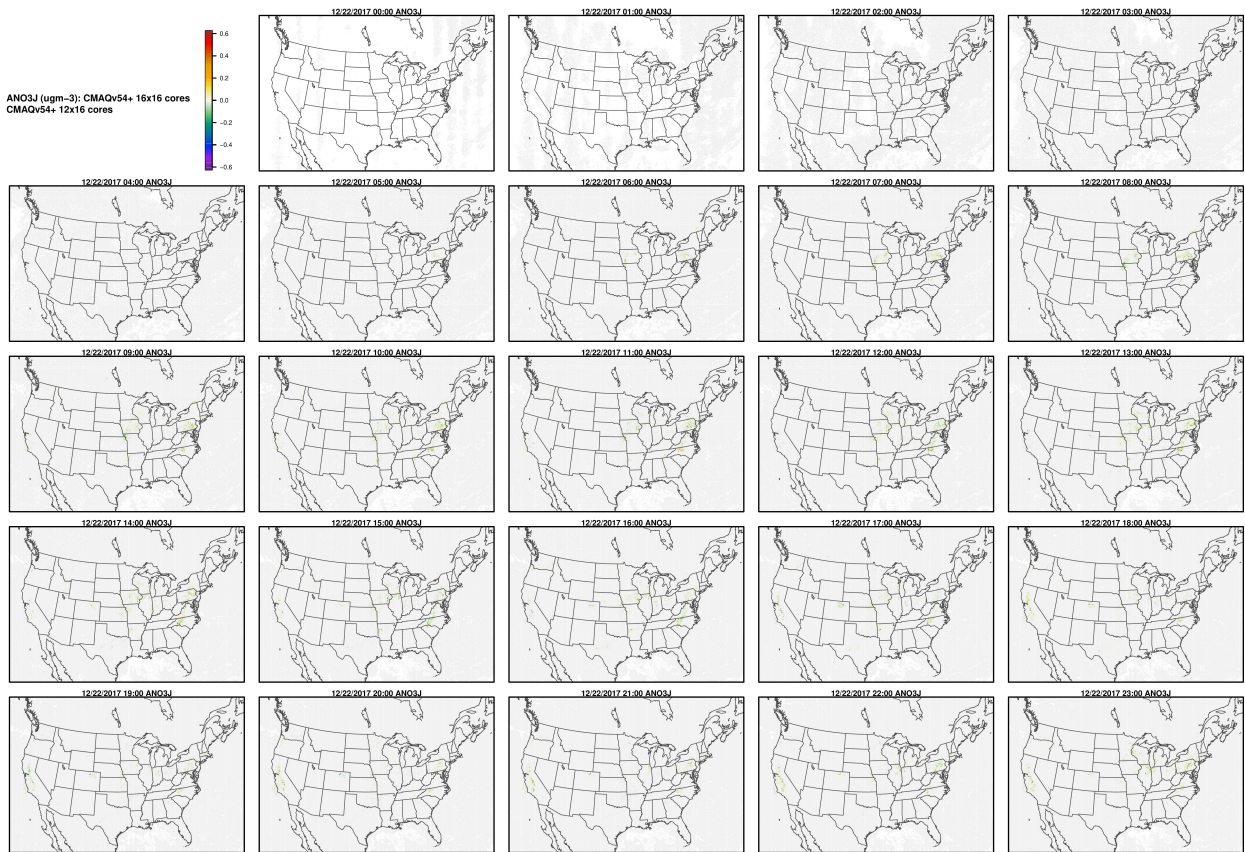 12/22/2017 00:00 ANO3J
12/22/2017 01:00 ANO3J
12/22/2017 02:00 ANO3J
12/22/2017 03:00 ANO3J
0.6
0.4
0.2
0.0
−0.2
−0.4
−0.6
ANO3J (ugm−3): CMAQv54+ 16x16 cores
CMAQv54+ 12x16 cores
12/22/2017 04:00 ANO3J
12/22/2017 05:00 ANO3J
12/22/2017 06:00 ANO3J
12/22/2017 07:00 ANO3J
12/22/2017 08:00 ANO3J
12/22/2017 09:00 ANO3J
12/22/2017 10:00 ANO3J
12/22/2017 11:00 ANO3J
12/22/2017 12:00 ANO3J
12/22/2017 13:00 ANO3J
12/22/2017 14:00 ANO3J
12/22/2017 15:00 ANO3J
12/22/2017 16:00 ANO3J
12/22/2017 17:00 ANO3J
12/22/2017 18:00 ANO3J
12/22/2017 19:00 ANO3J
12/22/2017 20:00 ANO3J
12/22/2017 21:00 ANO3J
12/22/2017 22:00 ANO3J
12/22/2017 23:00 ANO3J